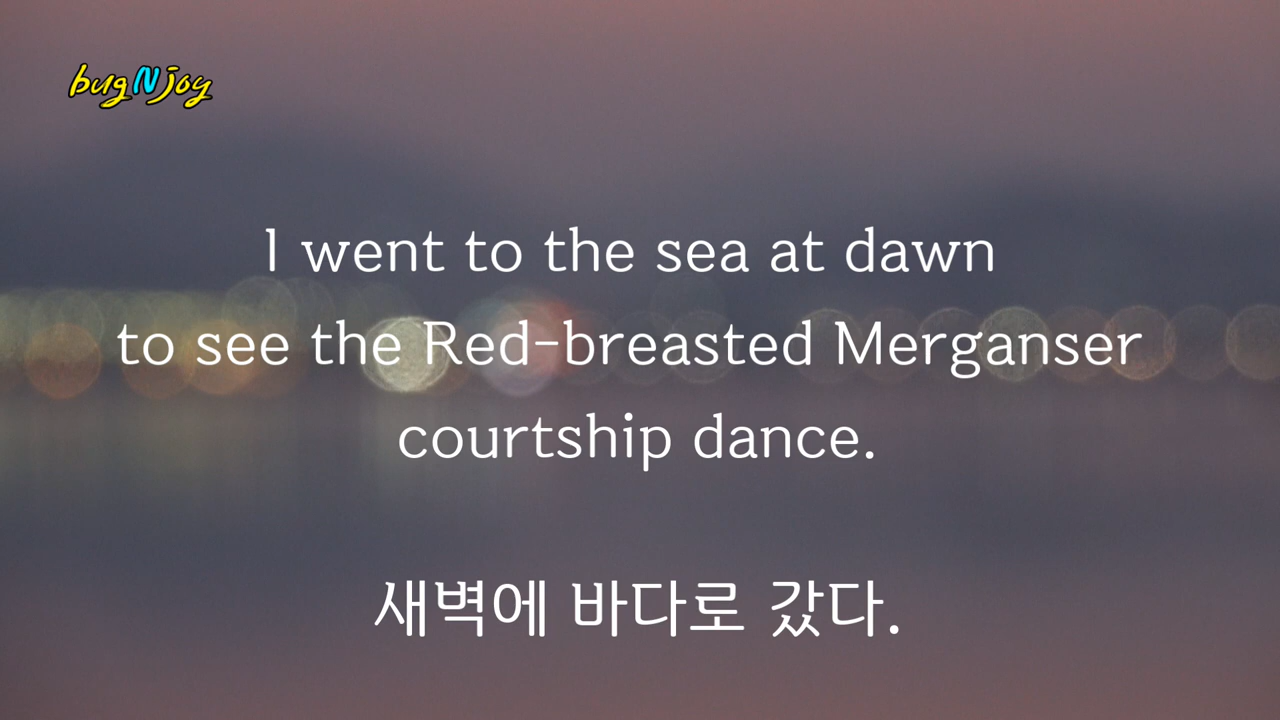 bugNjoy
I went to the sea at dawn
to see the Red-breasted Merganser
courtship dance.
새벽에 바다로 갔다.